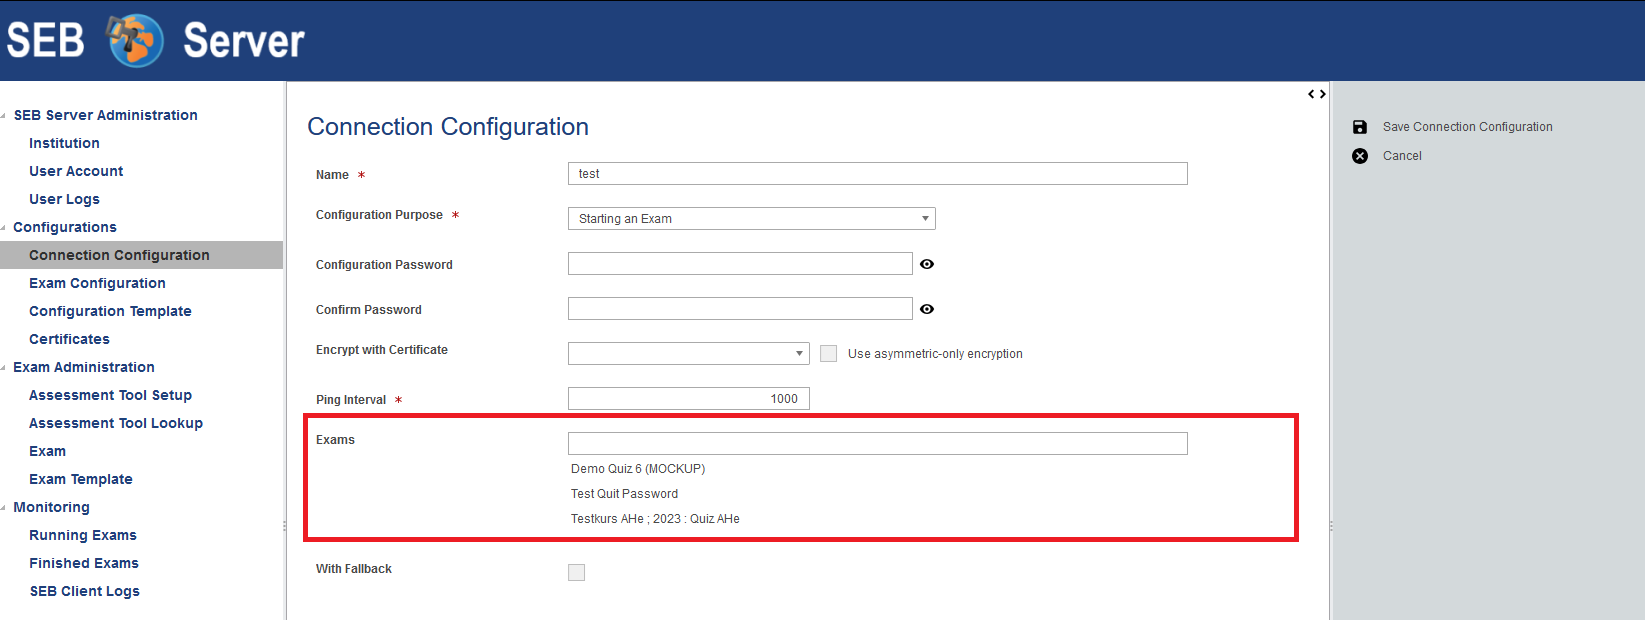 SEB Server
SEB Server Administration
Institution
User Account
User Logs
Configurations
Connection Configuration
Exam Configuration
Configuration Template
Certificates
Exam Administration
Assessment Tool Setup
Assessment Tool Lookup
Exam
Exam Template
Monitoring
Running Exams
Finished Exams
SEB Client Logs
Connection Configuration
Name * test
Configuration Purpose * Starting an Exam
Configuration Password
Confirm Password
Encrypt with Certificate Use asymmetric-only encryption
Ping Interval * 1000
Exams
Demo Quiz 6 (MOCKUP)
Test Quit Password
Testkurs AHe ; 2023 : Quiz AHe
With Fallback
Save Connection Configuration
Cancel